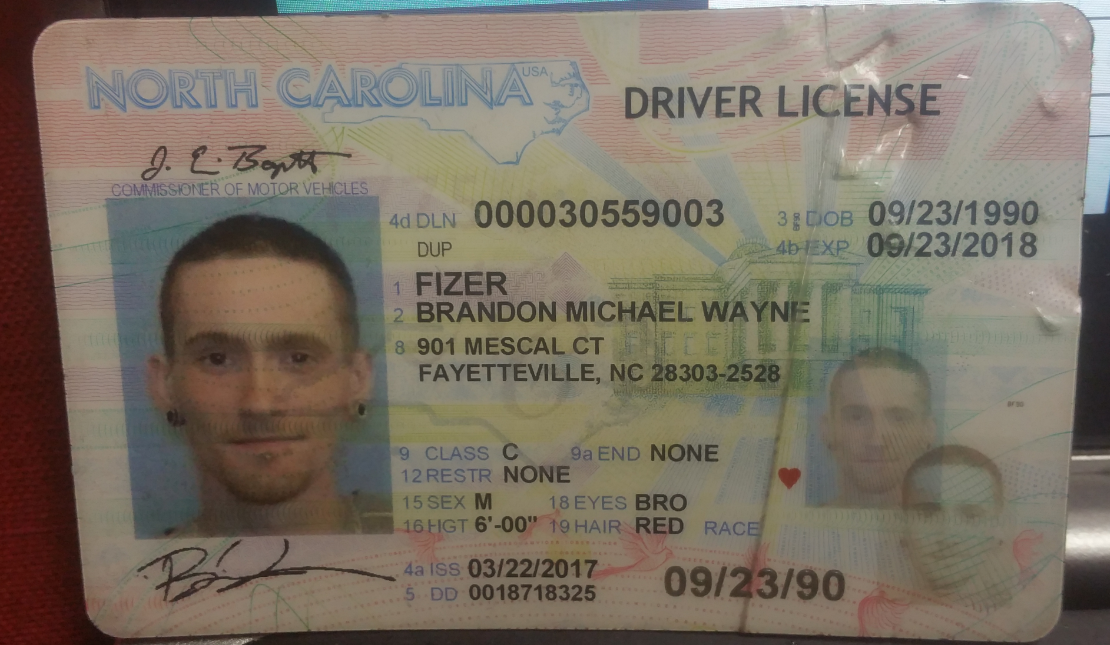 NORTH CAROLINA USA
DRIVER LICENSE
COMMISSIONER OF MOTOR VEHICLES
4d DLN 000030559003
3 DOB 09/23/1990
DUP
4b EXP 09/23/2018
1 FIZER
2 BRANDON MICHAEL WAYNE
8 901 MESCAL CT
FAYETTEVILLE, NC 28303-2528
9 CLASS C 9a END NONE
12 RESTR NONE
15 SEX M 18 EYES BRO
16 HGT 6'-00" 19 HAIR RED RACE
4a ISS 03/22/2017
5 DD 0018718325
09/23/90